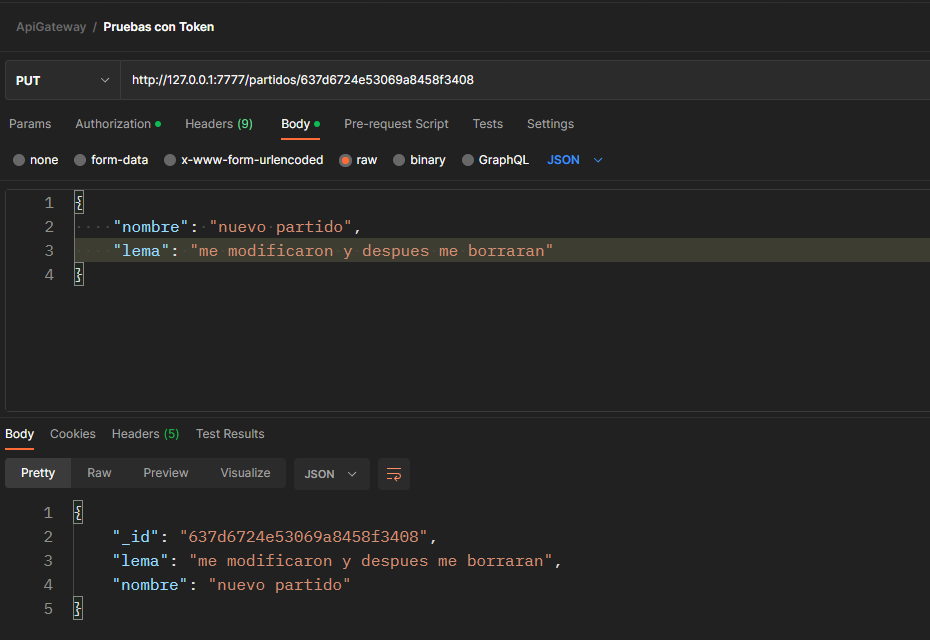 ApiGateway / Pruebas con Token
PUT http://127.0.0.1:7777/partidos/637d6724e53069a8458f3408
Params Authorization Headers (9) Body Pre-request Script Tests Settings
none form-data x-www-form-urlencoded raw binary GraphQL JSON
1 {
2 "nombre": "nuevo partido",
3 "lema": "me modificaron y despues me borraran"
4 }
Body Cookies Headers (5) Test Results
Pretty Raw Preview Visualize JSON
1 {
2 "_id": "637d6724e53069a8458f3408",
3 "lema": "me modificaron y despues me borraran",
4 "nombre": "nuevo partido"
5 }